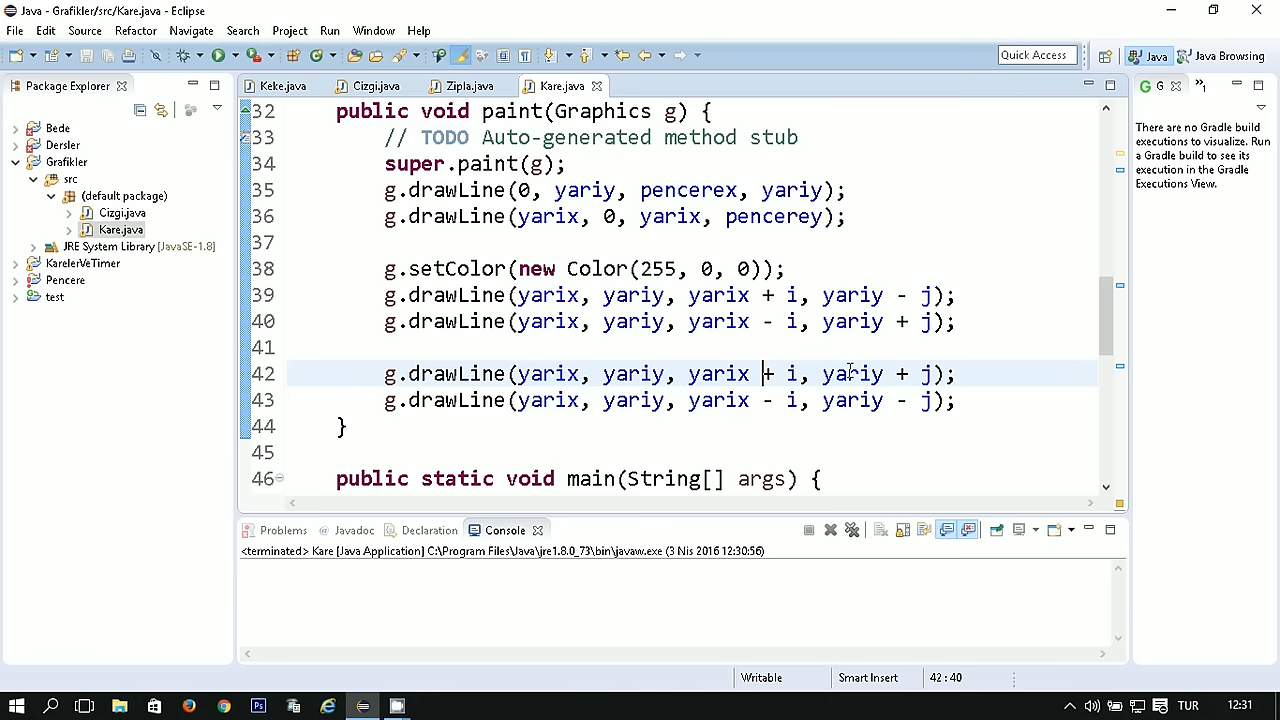 Java - Grafikler/src/Kare.java - Eclipse
File Edit Source Refactor Navigate Search Project Run Window Help
Quick Access
Java
Java Browsing
Package Explorer
Bede
Dersler
Grafikler
src
(default package)
Cizgi.java
Kare.java
JRE System Library [JavaSE-1.8]
KarelerVeTimer
Pencere
test
Keke.java Cizgi.java Zipla.java Kare.java
32 public void paint(Graphics g) {
33 // TODO Auto-generated method stub
34 super.paint(g);
35 g.drawLine(0, yariy, pencerex, yariy);
36 g.drawLine(yarix, 0, yarix, pencerey);
37
38 g.setColor(new Color(255, 0, 0));
39 g.drawLine(yarix, yariy, yarix + i, yariy - j);
40 g.drawLine(yarix, yariy, yarix - i, yariy + j);
41
42 g.drawLine(yarix, yariy, yarix + i, yariy + j);
43 g.drawLine(yarix, yariy, yarix - i, yariy - j);
44 }
45
46 public static void main(String[] args) {
G G
1
There are no Gradle build
executions to visualize. Run
a Gradle build to see its
execution in the Gradle
Executions View.
Problems @ Javadoc Declaration Console
<terminated> Kare [Java Application] C:\Program Files\Java\jre1.8.0_73\bin\javaw.exe (3 Nis 2016 12:30:56)
Writable Smart Insert 42 : 40
Ps
TUR 12:31